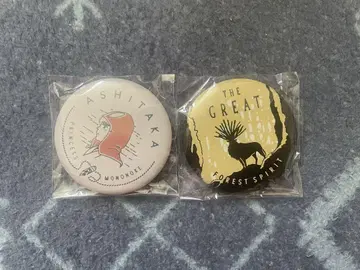 ASHITAKA
PRINCESS
MONONOKE
THE
GREAT
FOREST SPIRIT